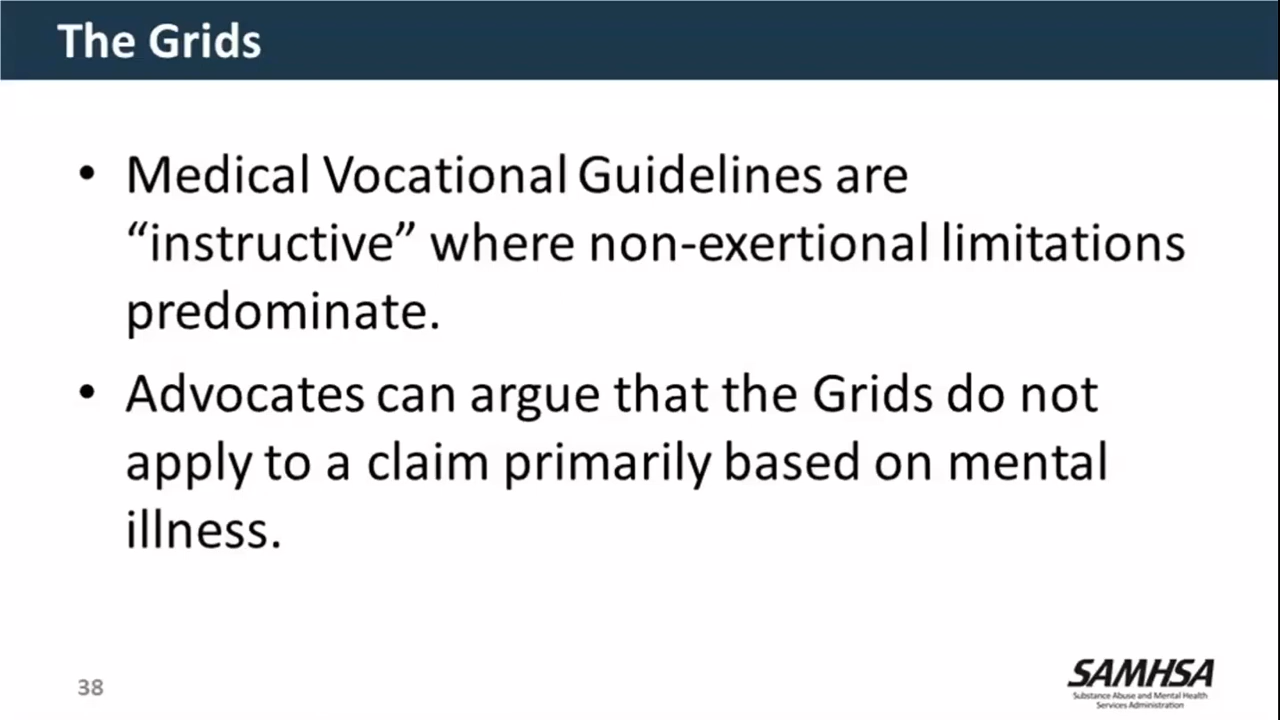 The Grids
• Medical Vocational Guidelines are
“instructive” where non-exertional limitations
predominate.
• Advocates can argue that the Grids do not
apply to a claim primarily based on mental
illness.
38
SAMHSA
Substance Abuse and Mental Health
Services Administration